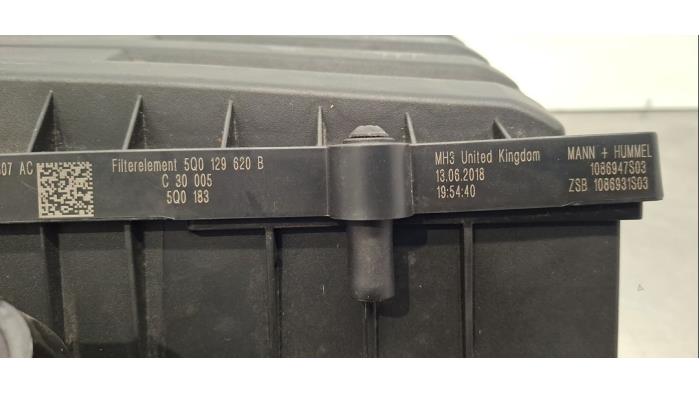 07 AC
Filterelement 5Q0 129 620 B
C 30 005
5Q0 183
MH3 United Kingdom
13.06.2018
19:54:40
MANN + HUMMEL
1086947S03
ZSB 1086931S03